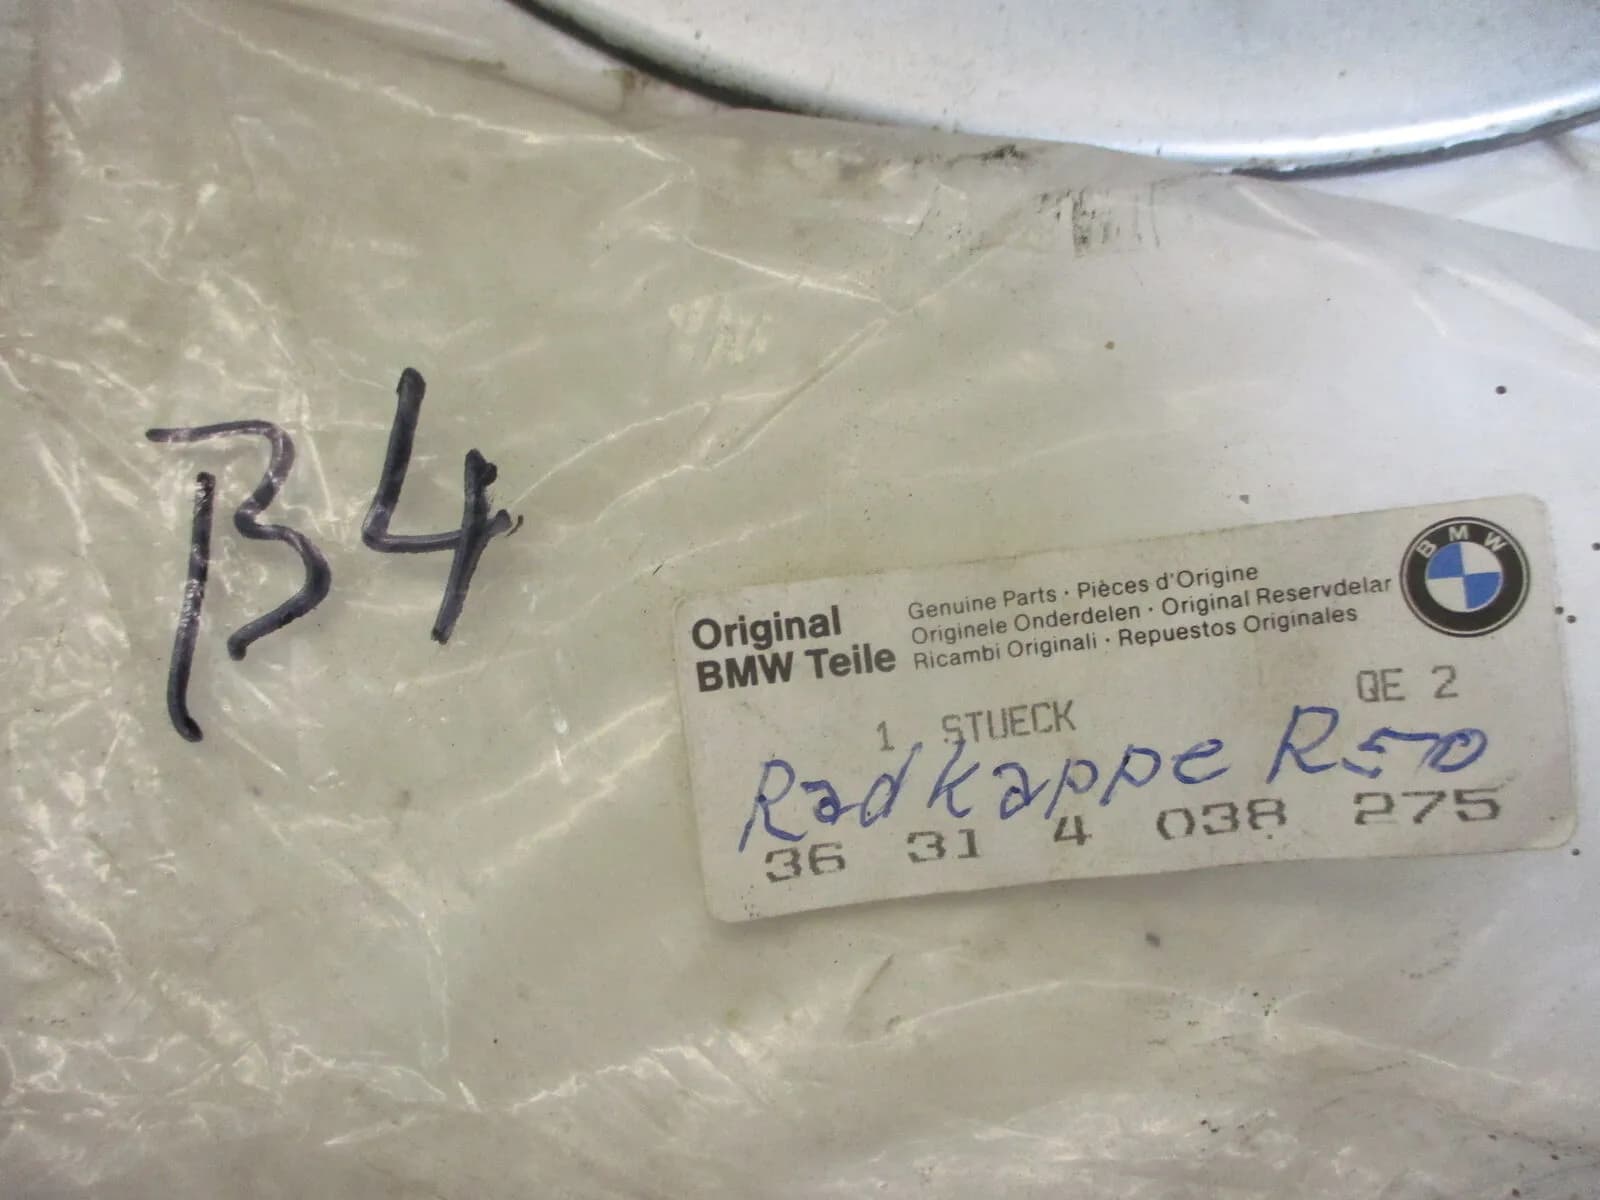 B4
Original
BMW Teile
Genuine Parts · Pièces d'Origine
Originele Onderdelen · Original Reservdelar
Ricambi Originali · Repuestos Originales
BMW
1 STUECK QE 2
Radkappe R50
36 31 4 038 275